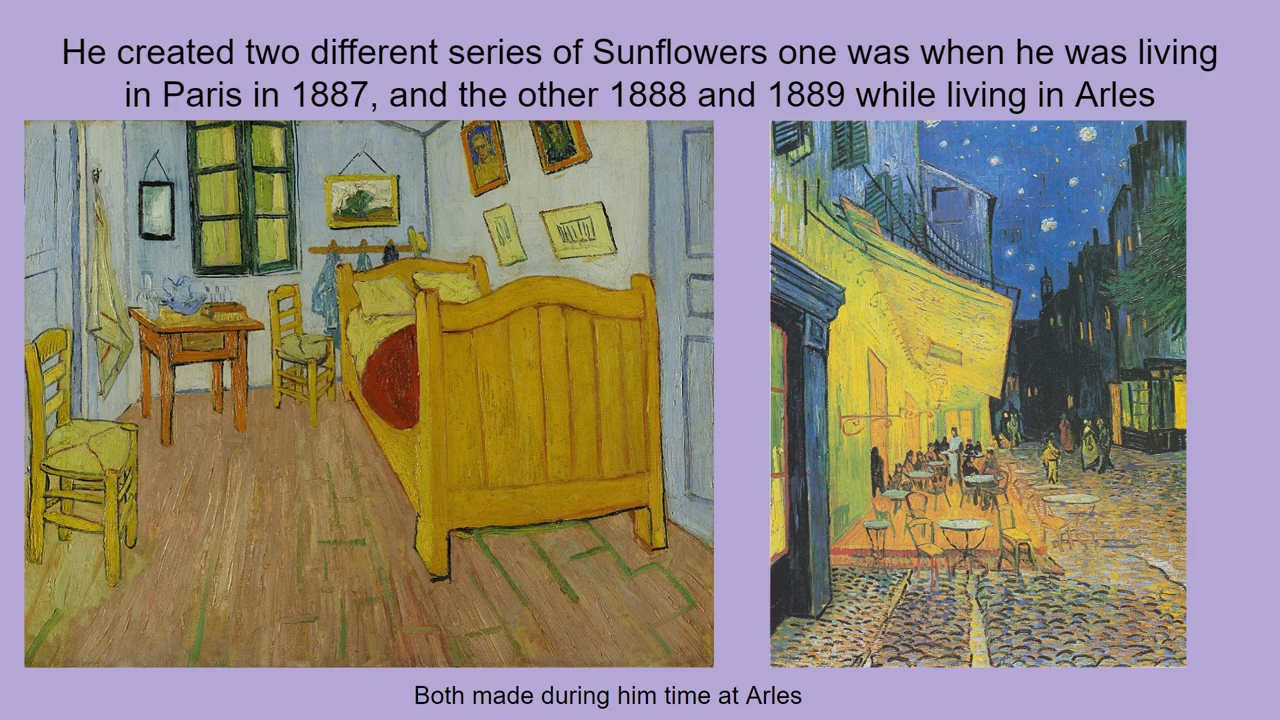 He created two different series of Sunflowers one was when he was living
in Paris in 1887, and the other 1888 and 1889 while living in Arles
Both made during him time at Arles